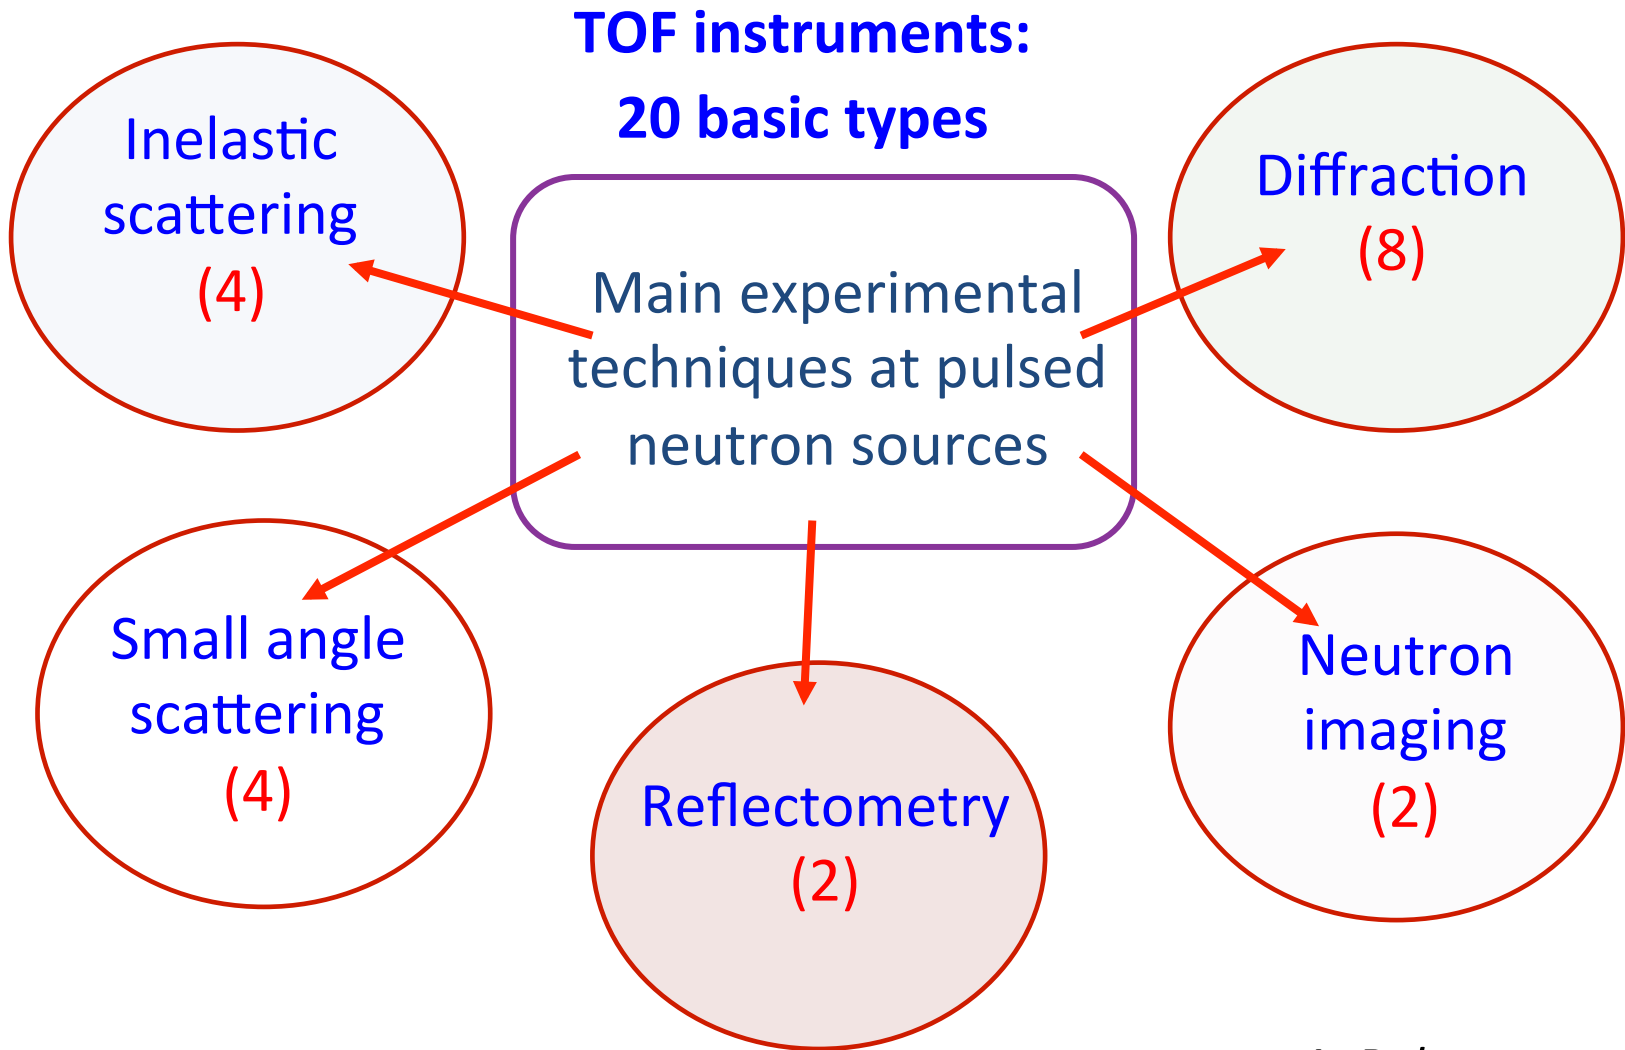 TOF instruments:
20 basic types
Inelastic
scattering
(4)
Diffraction
(8)
Main experimental
techniques at pulsed
neutron sources
Small angle
scattering
(4)
Reflectometry
(2)
Neutron
imaging
(2)